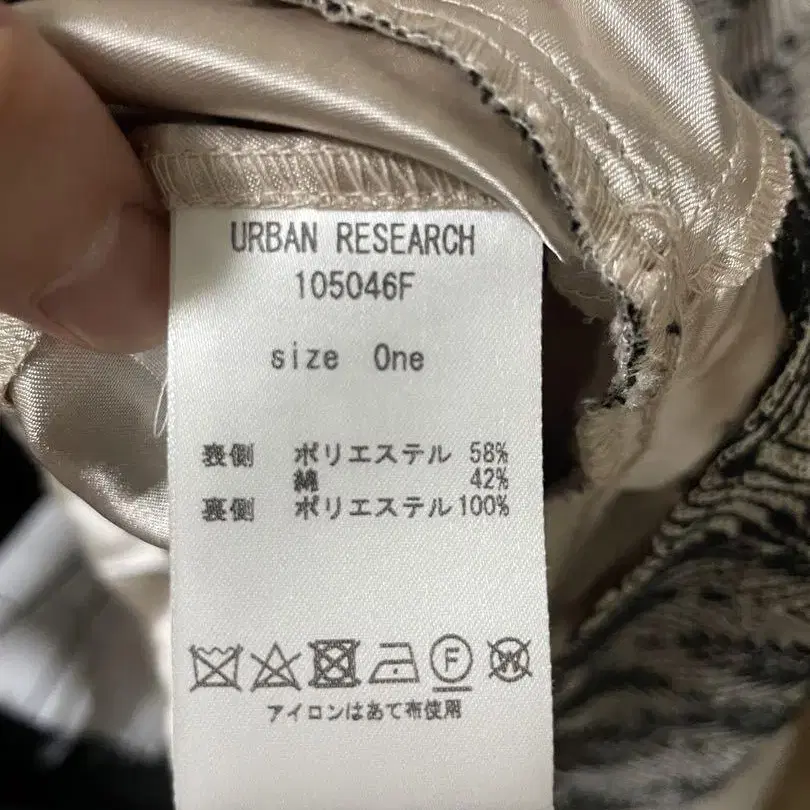 URBAN RESEARCH
105046F
size One
表側 ポリエステル 58%
綿 42%
裏側 ポリエステル 100%
F W
アイロンはあて布使用